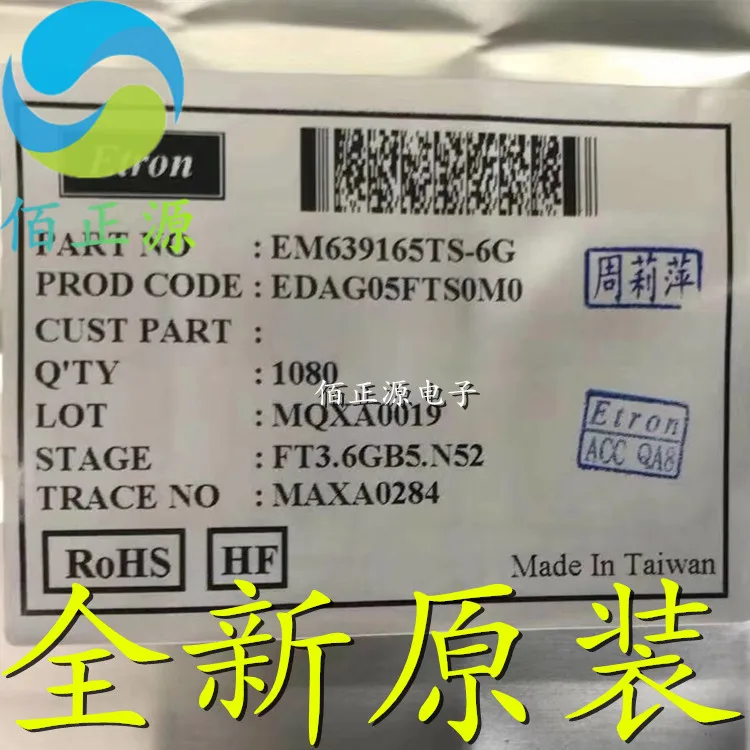 Etron
佰正源
PART NO : EM639165TS-6G
PROD CODE : EDAG05FTS0M0
周莉萍
CUST PART :
Q'TY : 1080
佰正源电子
LOT : MQXA0019
Etron
ACC QA8
STAGE : FT3.6GB5.N52
TRACE NO : MAXA0284
RoHS HF
Made In Taiwan
全新原装